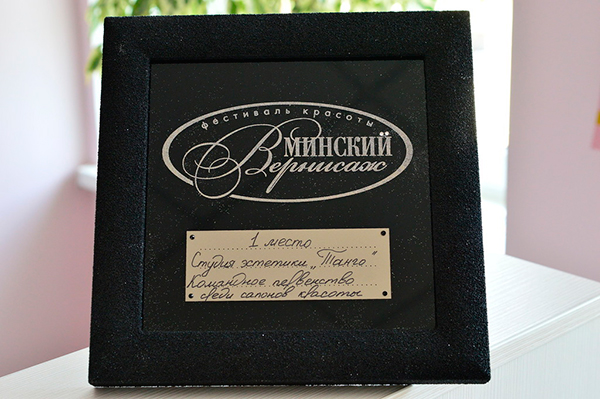 фестиваль красоты
МИНСКИЙ
Вернисаж
1 место
Студия эстетики „Танго"
Командное первенство
среди салонов красоты